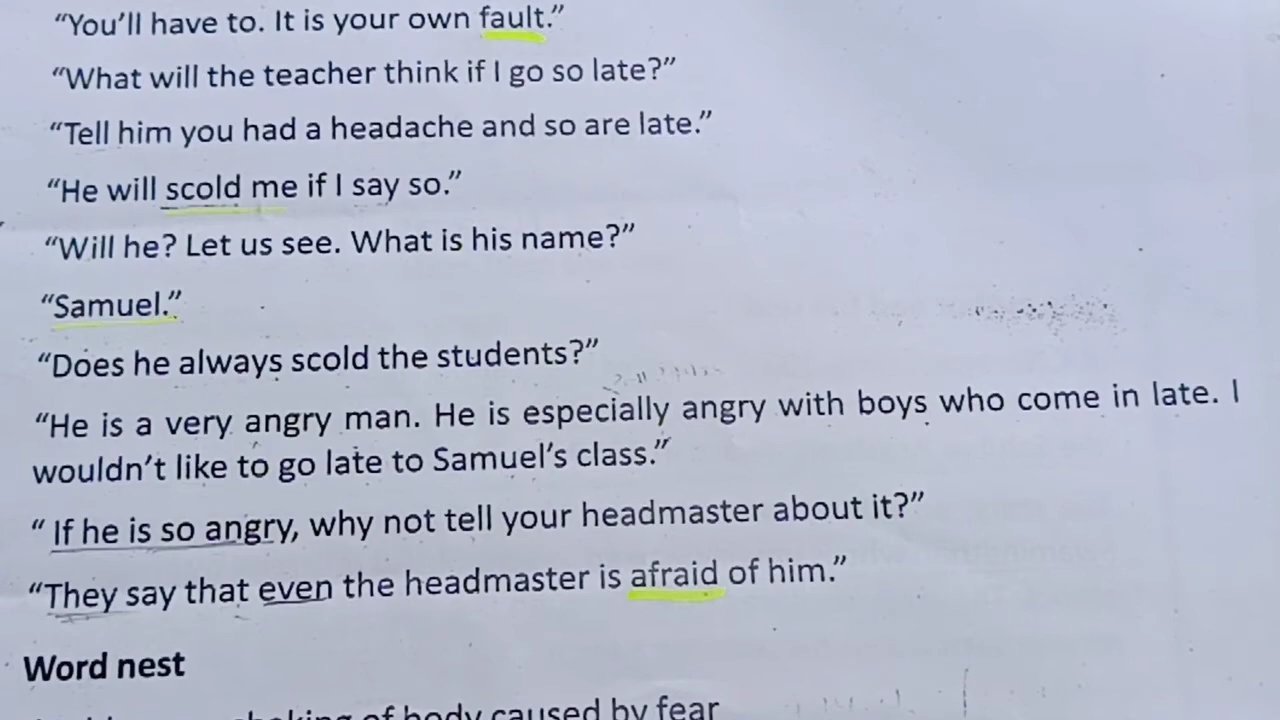 “You’ll have to. It is your own fault.”
“What will the teacher think if I go so late?”
“Tell him you had a headache and so are late.”
“He will scold me if I say so.”
“Will he? Let us see. What is his name?”
“Samuel.”
“Does he always scold the students?”
“He is a very angry man. He is especially angry with boys who come in late. I
wouldn’t like to go late to Samuel’s class.”
“ If he is so angry, why not tell your headmaster about it?”
“They say that even the headmaster is afraid of him.”
Word nest
of body caused by fear